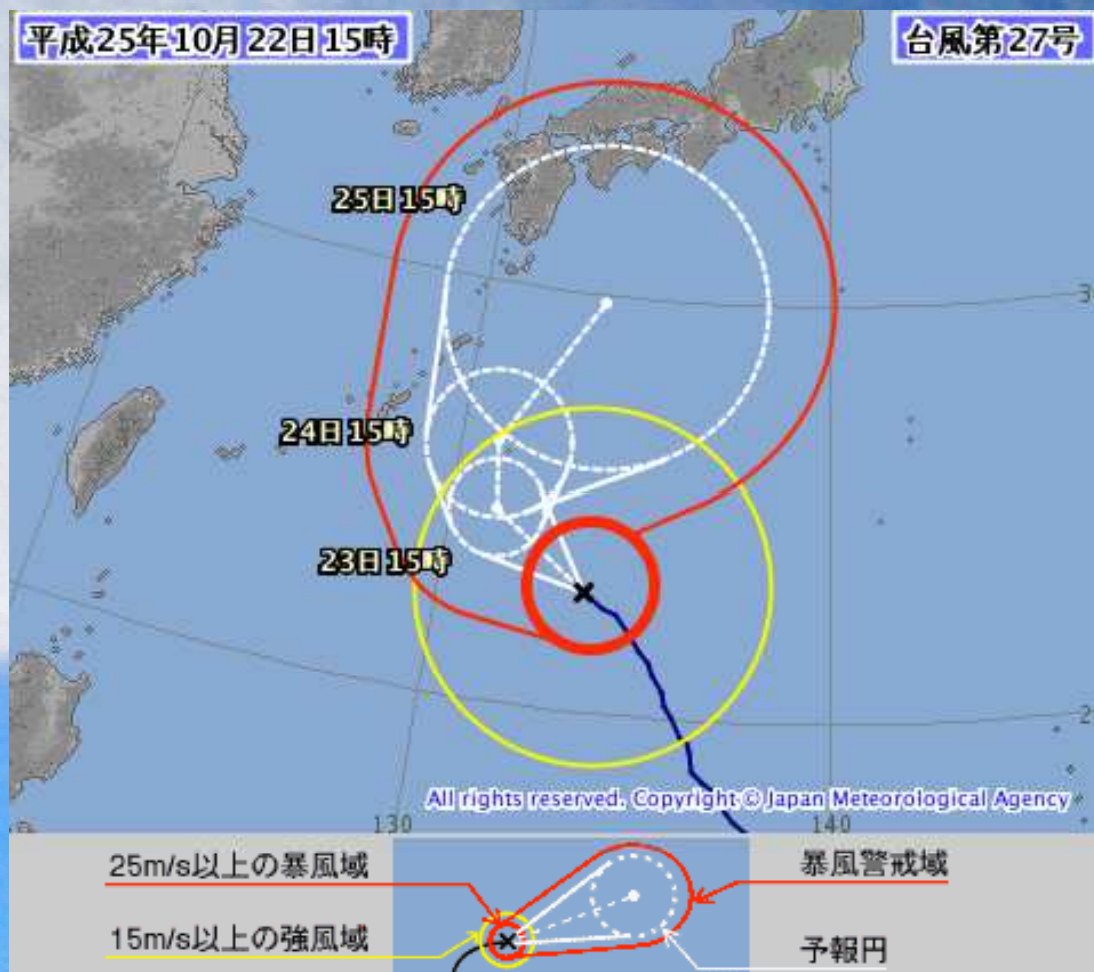 平成25年10月22日15時
台風第27号
25日15時
24日15時
23日15時
All rights reserved. Copyright © Japan Meteorological Agency
130
140
25m/s以上の暴風域
暴風警戒域
15m/s以上の強風域
予報円